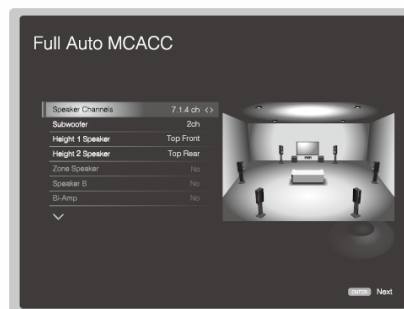 Full Auto MCACC
Speaker Channels 7.1.4 ch
Subwoofer 2ch
Height 1 Speaker Top Front
Height 2 Speaker Top Rear
Zone Speaker No
Speaker B No
Bi-Amp No
ENTER Next